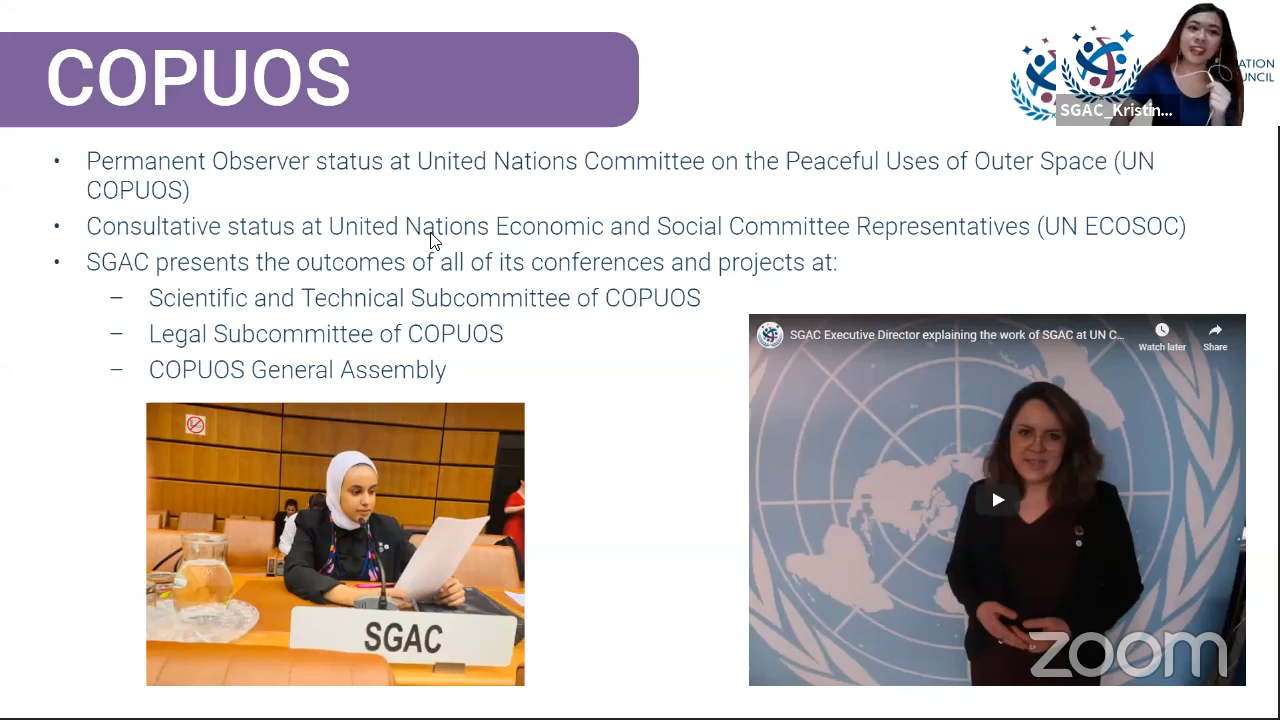 COPUOS
ATION
UNCIL
SGAC_Kristin...
• Permanent Observer status at United Nations Committee on the Peaceful Uses of Outer Space (UN
COPUOS)
• Consultative status at United Nations Economic and Social Committee Representatives (UN ECOSOC)
• SGAC presents the outcomes of all of its conferences and projects at:
– Scientific and Technical Subcommittee of COPUOS
– Legal Subcommittee of COPUOS
– COPUOS General Assembly
SGAC Executive Director explaining the work of SGAC at UN C...
Watch later
Share
SGAC
zoom